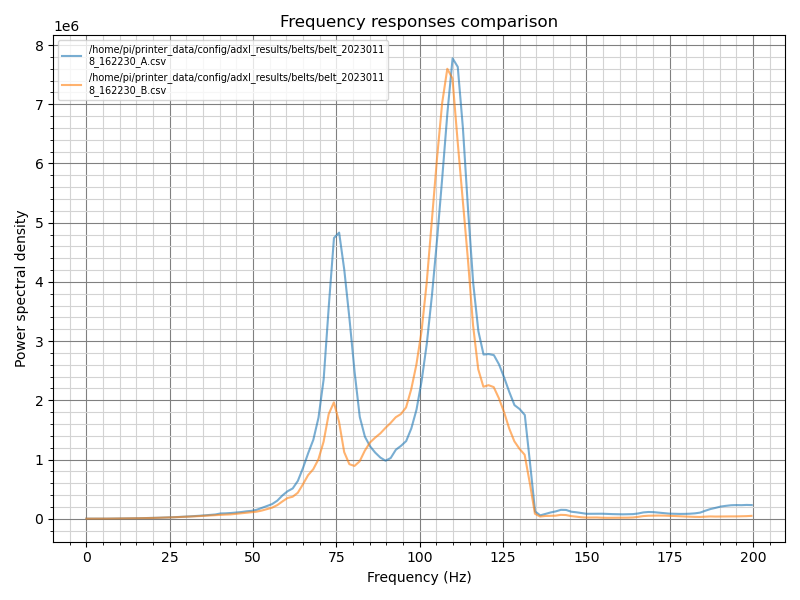 Frequency responses comparison
1e6
/home/pi/printer_data/config/adxl_results/belts/belt_2023011
8_162230_A.csv
/home/pi/printer_data/config/adxl_results/belts/belt_2023011
8_162230_B.csv
8
7
6
5
4
3
2
1
0
Power spectral density
0 25 50 75 100 125 150 175 200
Frequency (Hz)